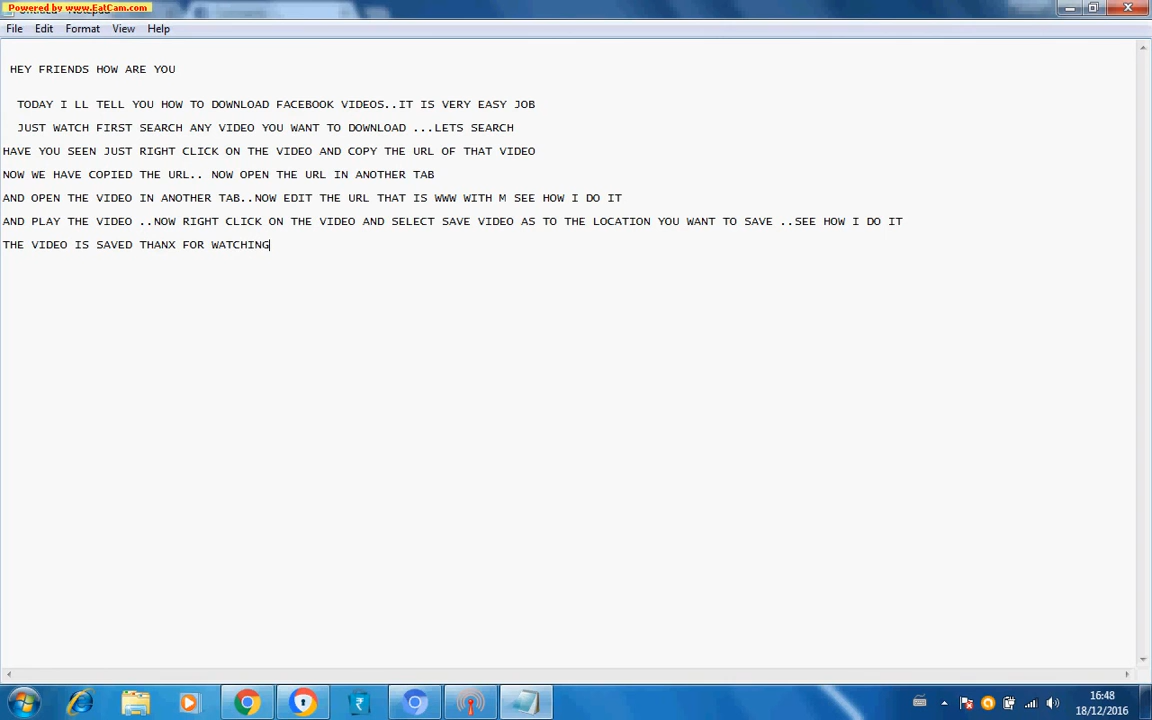 Powered by www.EatCam.com
Untitled - Notepad
File Edit Format View Help
HEY FRIENDS HOW ARE YOU
TODAY I LL TELL YOU HOW TO DOWNLOAD FACEBOOK VIDEOS..IT IS VERY EASY JOB
JUST WATCH FIRST SEARCH ANY VIDEO YOU WANT TO DOWNLOAD ...LETS SEARCH
HAVE YOU SEEN JUST RIGHT CLICK ON THE VIDEO AND COPY THE URL OF THAT VIDEO
NOW WE HAVE COPIED THE URL.. NOW OPEN THE URL IN ANOTHER TAB
AND OPEN THE VIDEO IN ANOTHER TAB..NOW EDIT THE URL THAT IS WWW WITH M SEE HOW I DO IT
AND PLAY THE VIDEO ..NOW RIGHT CLICK ON THE VIDEO AND SELECT SAVE VIDEO AS TO THE LOCATION YOU WANT TO SAVE ..SEE HOW I DO IT
THE VIDEO IS SAVED THANX FOR WATCHING
16:48
18/12/2016